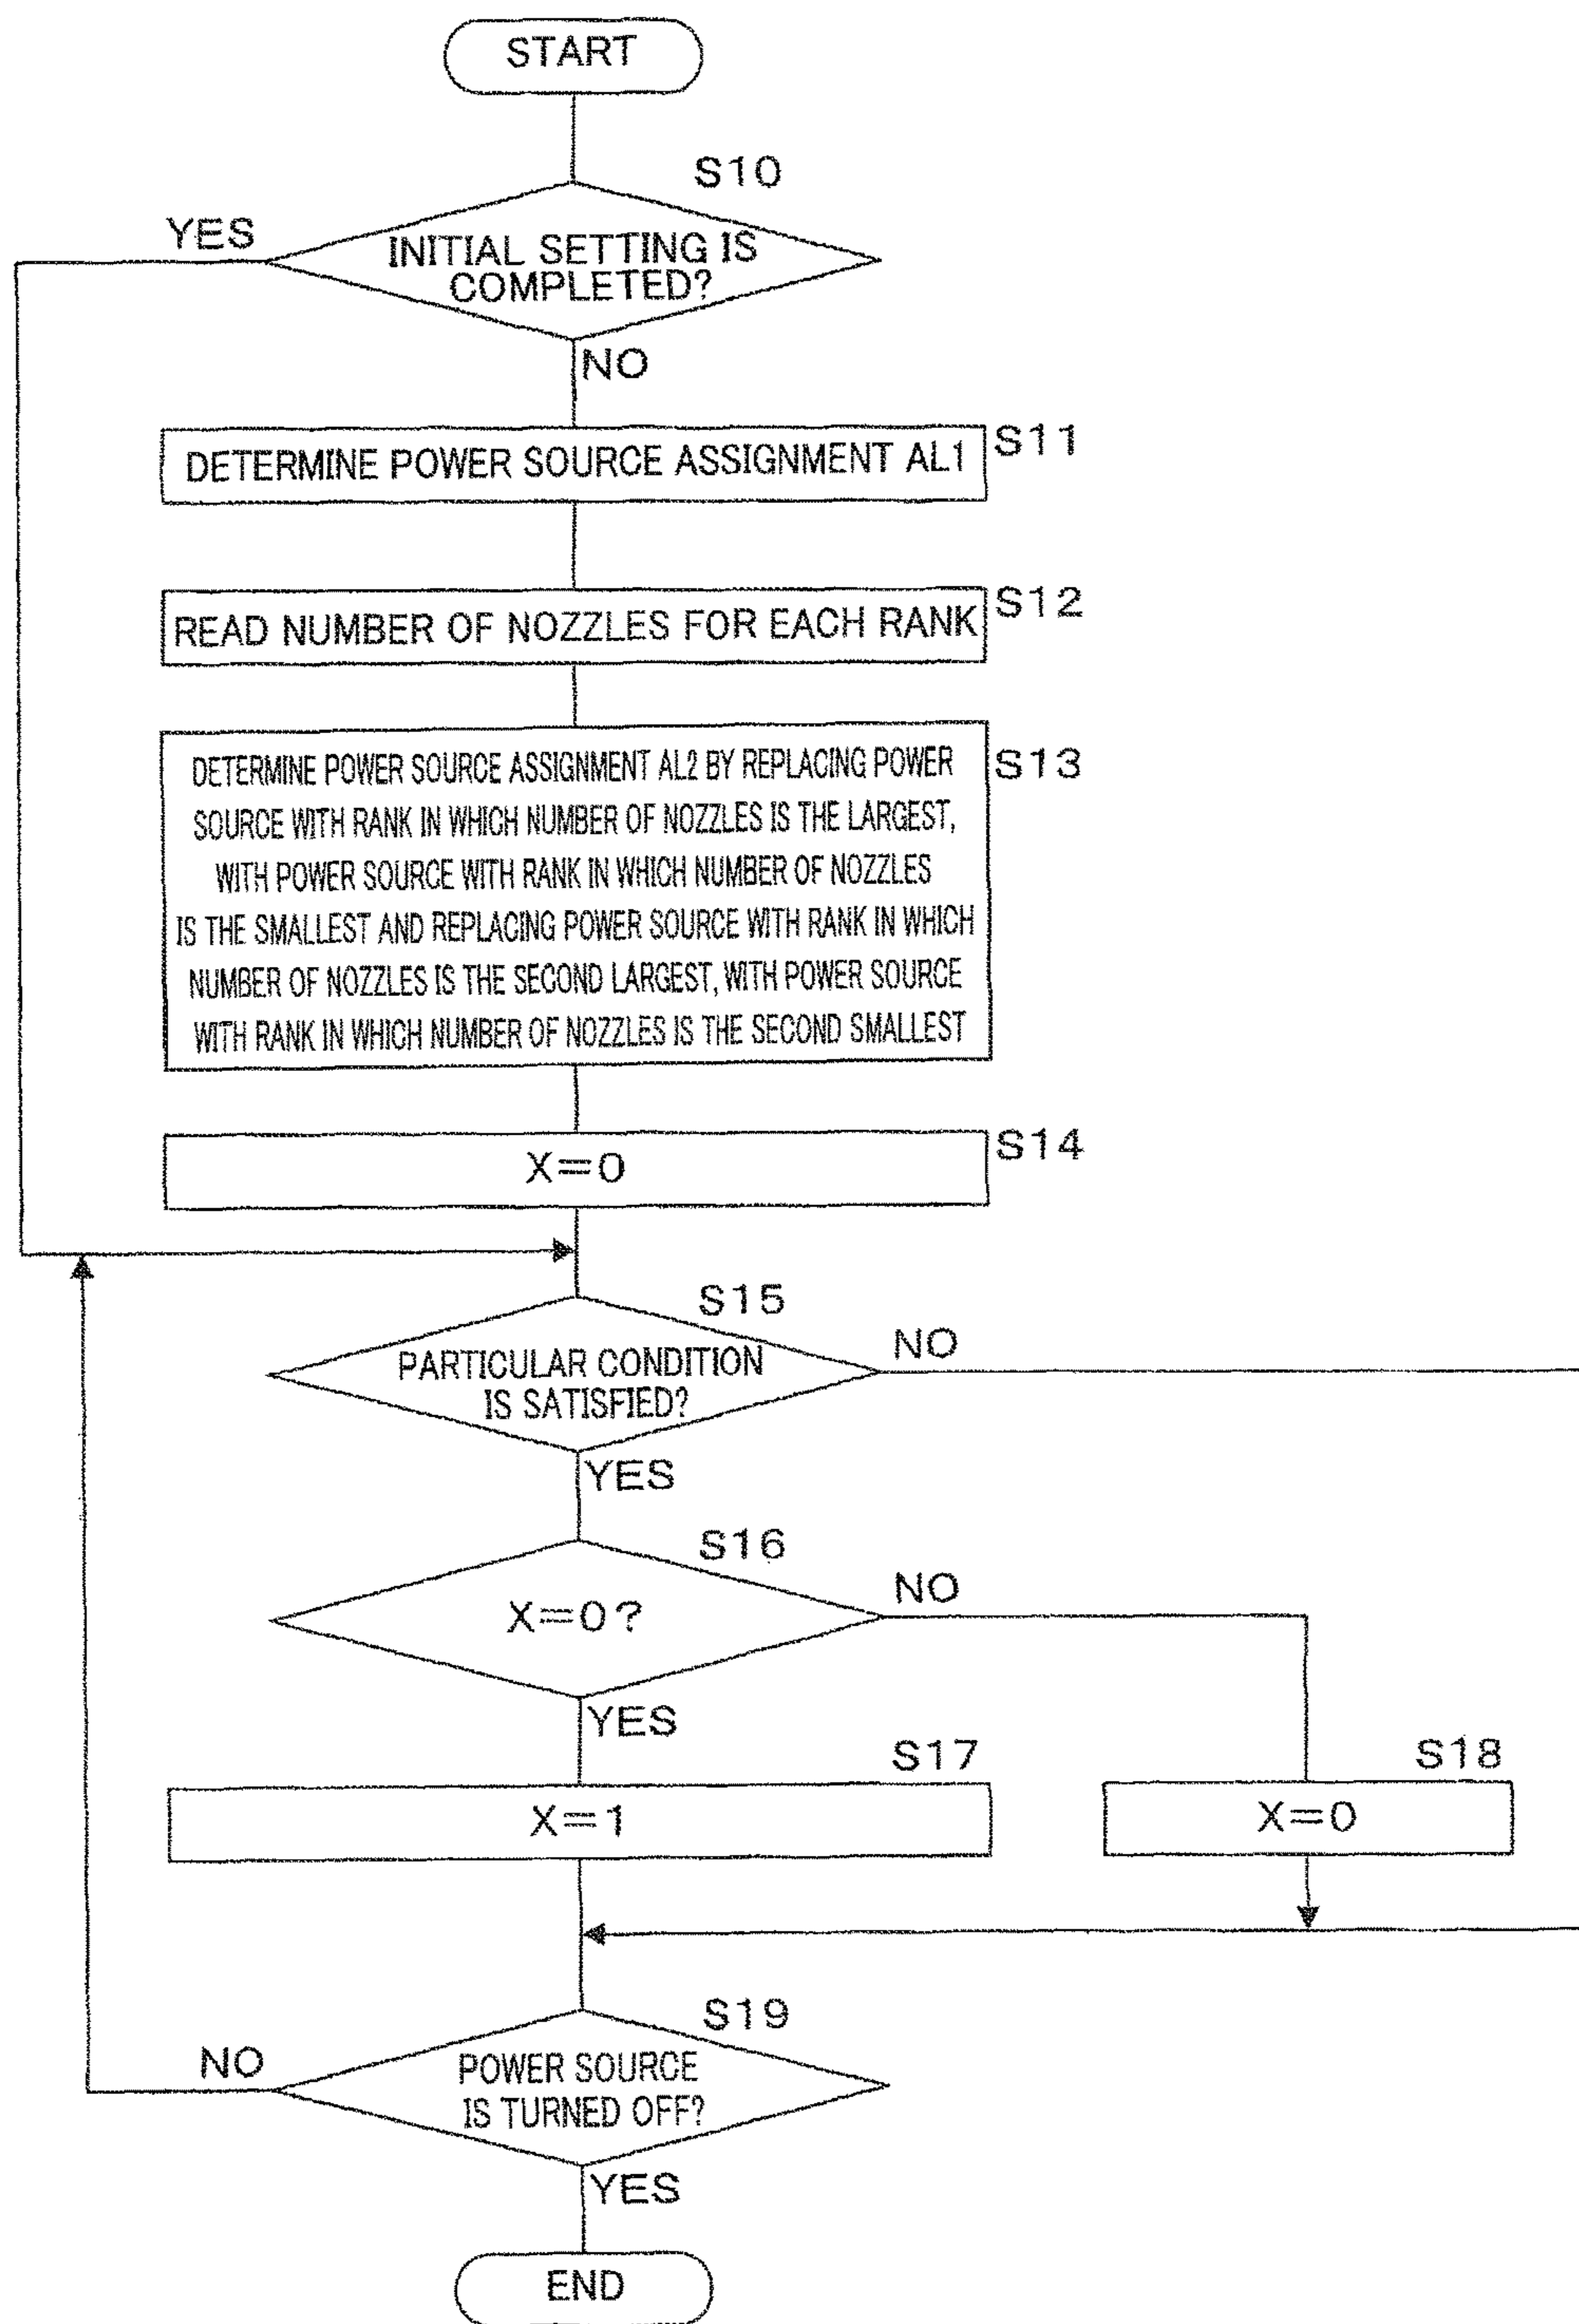 START
S10
YES
INITIAL SETTING IS
COMPLETED?
NO
S11
DETERMINE POWER SOURCE ASSIGNMENT AL1
S12
READ NUMBER OF NOZZLES FOR EACH RANK
S13
DETERMINE POWER SOURCE ASSIGNMENT AL2 BY REPLACING POWER
SOURCE WITH RANK IN WHICH NUMBER OF NOZZLES IS THE LARGEST,
WITH POWER SOURCE WITH RANK IN WHICH NUMBER OF NOZZLES
IS THE SMALLEST AND REPLACING POWER SOURCE WITH RANK IN WHICH
NUMBER OF NOZZLES IS THE SECOND LARGEST, WITH POWER SOURCE
WITH RANK IN WHICH NUMBER OF NOZZLES IS THE SECOND SMALLEST
S14
X=0
S15
NO
PARTICULAR CONDITION
IS SATISFIED?
YES
S16
NO
X=0?
YES
S17
S18
X=1
X=0
S19
NO
POWER SOURCE
IS TURNED OFF?
YES
END